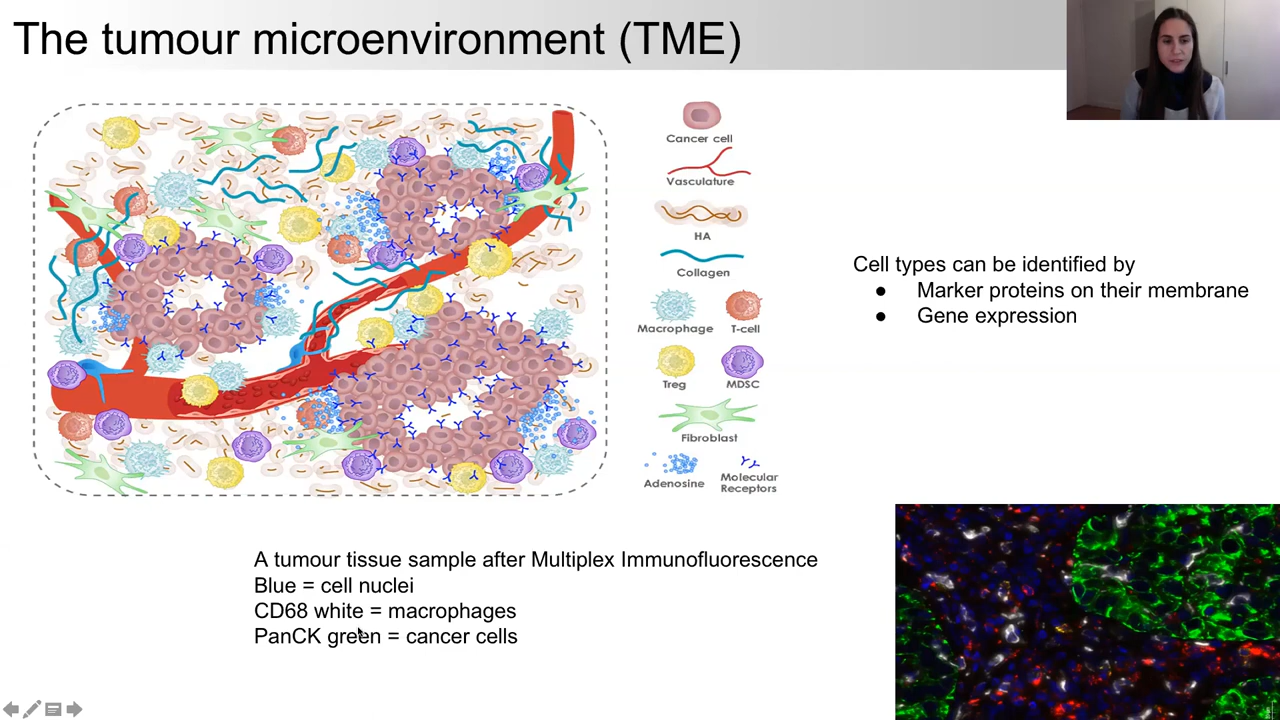 The tumour microenvironment (TME)
Cancer cell
Vasculature
HA
Collagen
Macrophage T-cell
Treg MDSC
Fibroblast
Adenosine Molecular
Receptors
Cell types can be identified by
● Marker proteins on their membrane
● Gene expression
A tumour tissue sample after Multiplex Immunofluorescence
Blue = cell nuclei
CD68 white = macrophages
PanCK green = cancer cells